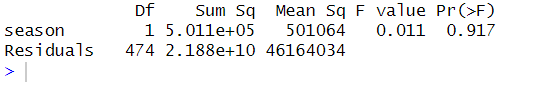 Df Sum Sq Mean Sq F value Pr(>F)
season 1 5.011e+05 501064 0.011 0.917
Residuals 474 2.188e+10 46164034
>